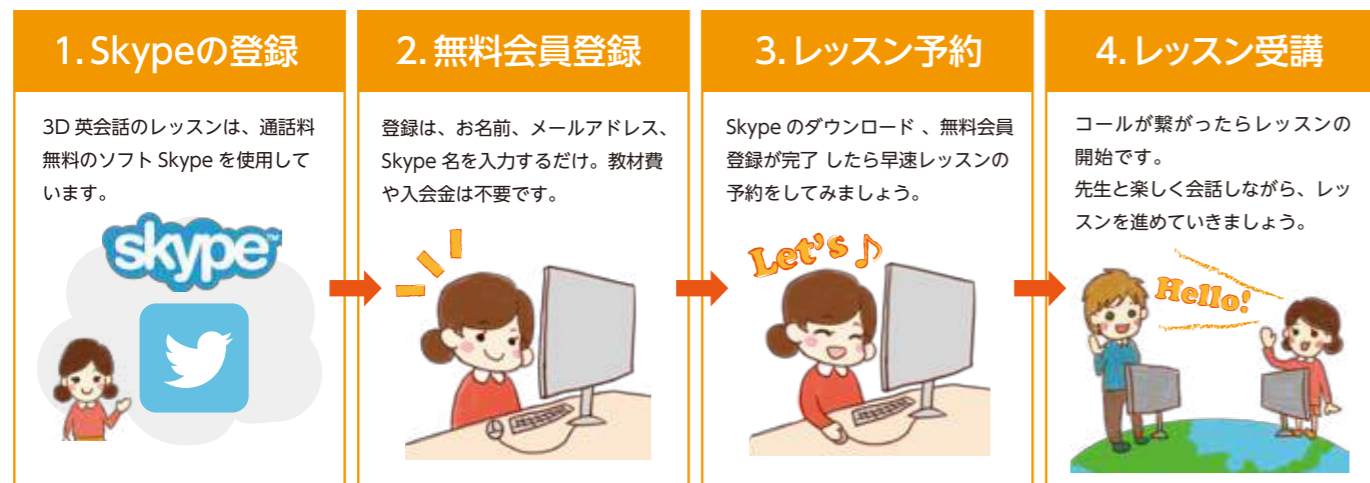 1.Skypeの登録
3D 英会話のレッスンは、通話料
無料のソフト Skype を使用して
います。
skype™
2.無料会員登録
登録は、お名前、メールアドレス、
Skype 名を入力するだけ。教材費
や入会金は不要です。
3.レッスン予約
Skype のダウンロード 、無料会員
登録が完了 したら早速レッスンの
予約をしてみましょう。
Let's♪
4.レッスン受講
コールが繋がったらレッスンの
開始です。
先生と楽しく会話しながら、レッ
スンを進めていきましょう。
Hello!